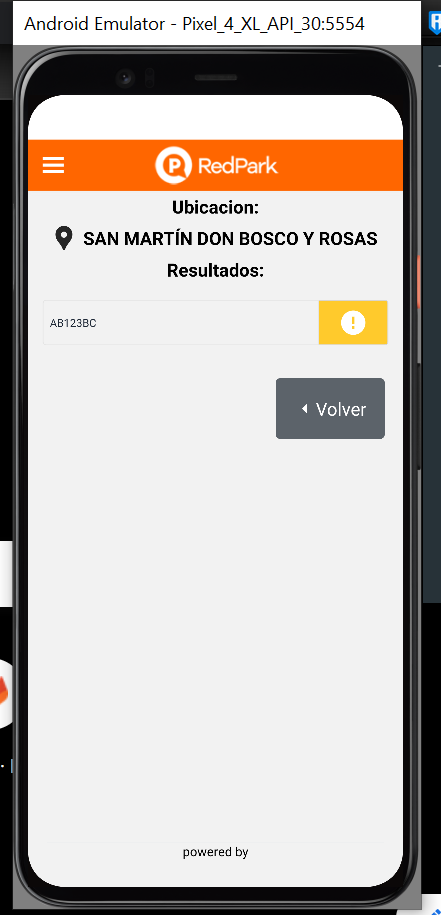 Android Emulator - Pixel_4_XL_API_30:5554
RedPark
Ubicacion:
SAN MARTÍN DON BOSCO Y ROSAS
Resultados:
AB123BC
Volver
powered by